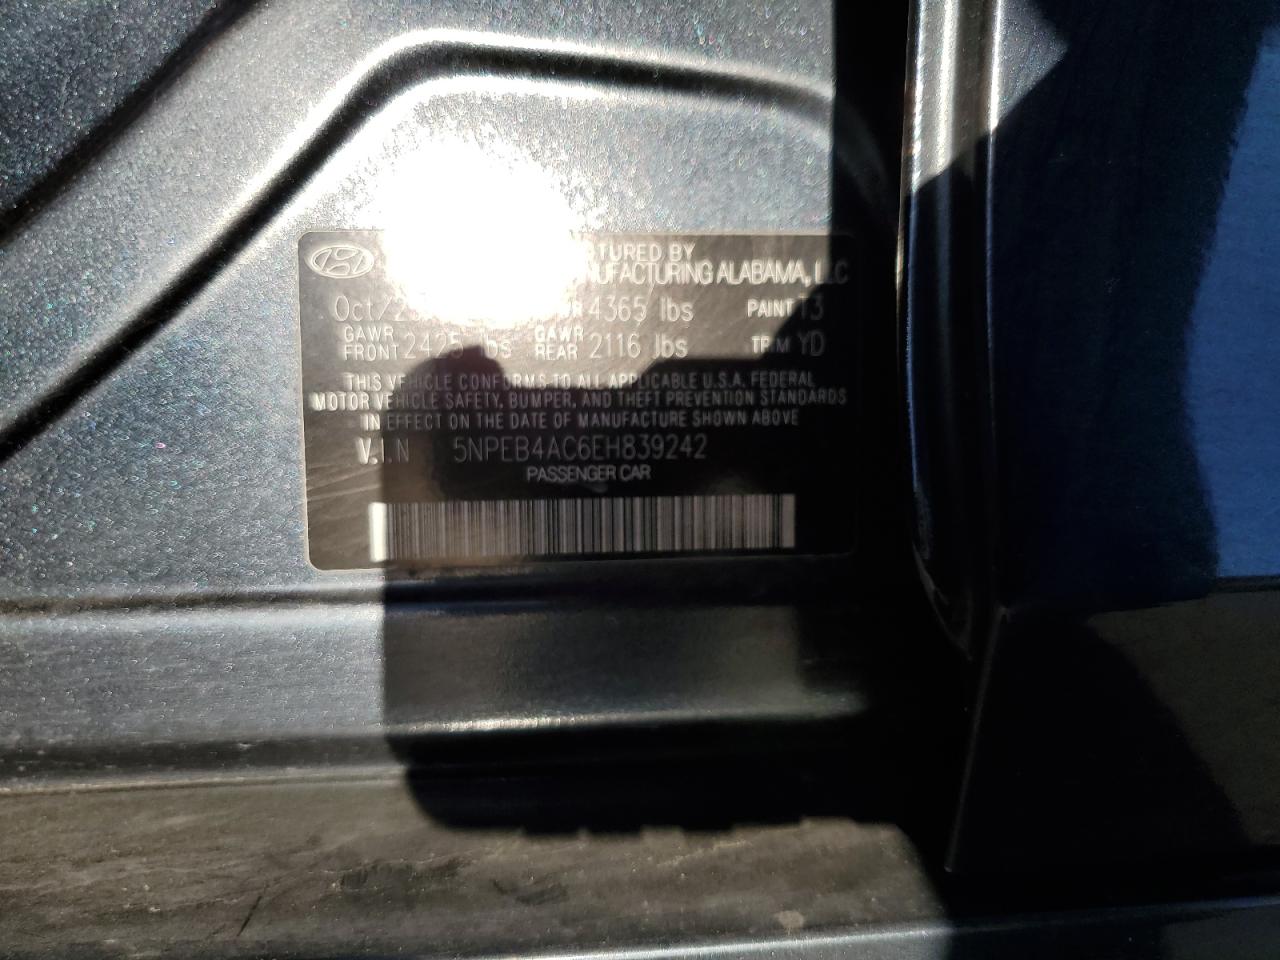 TURED BY
UFACTURING ALABAMA, LLC
Oct/2 4365 lbs PAINT T3
GAWR FRONT 2425 lbs GAWR REAR 2116 lbs TRIM YD
THIS VEHICLE CONFORMS TO ALL APPLICABLE U.S.A. FEDERAL
MOTOR VEHICLE SAFETY, BUMPER, AND THEFT PREVENTION STANDARDS
IN EFFECT ON THE DATE OF MANUFACTURE SHOWN ABOVE
V.I.N 5NPEB4AC6EH839242
PASSENGER CAR